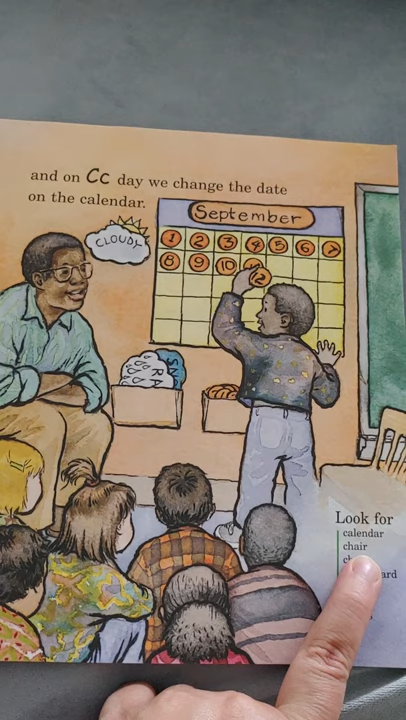 and on Cc day we change the date
on the calendar.
September
CLOUDY
1 2 3 4 5 6 7
8 9 10 12
Look for
calendar
chair